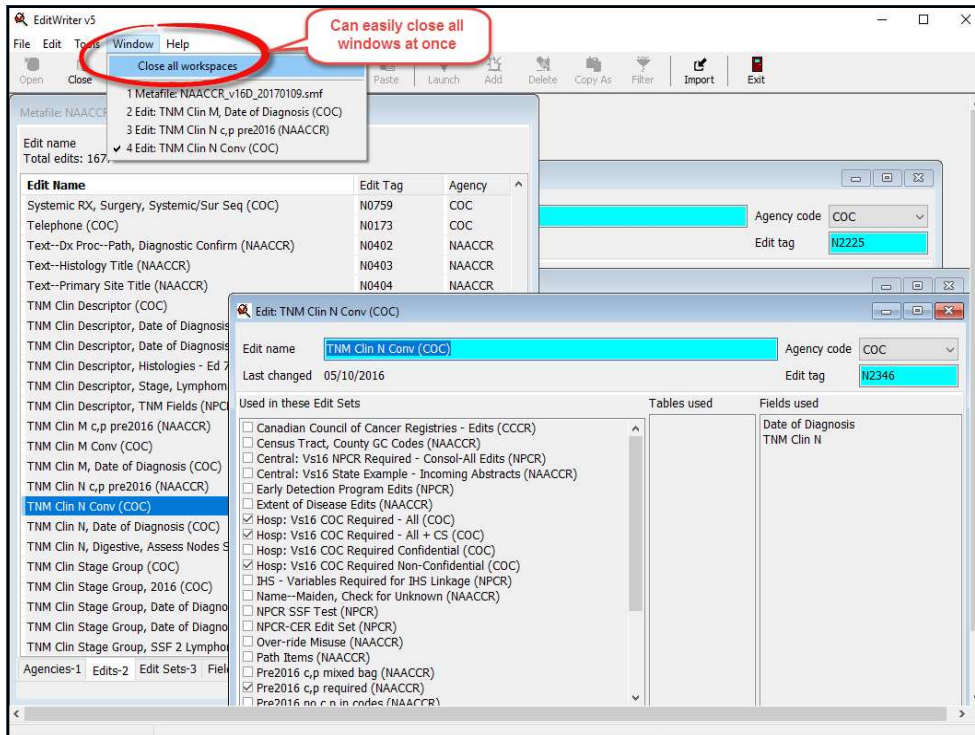 EditWriter v5
Can easily close all
windows at once
File Edit Tools Window Help
Close all workspaces
1 Metafile: NAACCR_v16D_20170109.smf
2 Edit: TNM Clin M, Date of Diagnosis (COC)
3 Edit: TNM Clin N c,p pre2016 (NAACCR)
✓ 4 Edit: TNM Clin N Conv (COC)
Open Close Paste Launch Add Delete Copy As Filter Import Exit
Metafile: NAACCR
Edit name
Total edits: 167
Edit Name Edit Tag Agency
Systemic RX, Surgery, Systemic/Sur Seq (COC) N0759 COC
Telephone (COC) N0173 COC
Text--Dx Proc--Path, Diagnostic Confirm (NAACCR) N0402 NAACCR
Text--Histology Title (NAACCR) N0403 NAACCR
Text--Primary Site Title (NAACCR) N0404 NAACCR
TNM Clin Descriptor (COC)
TNM Clin Descriptor, Date of Diagnosis
TNM Clin Descriptor, Date of Diagnosis
TNM Clin Descriptor, Histologies - Ed 7
TNM Clin Descriptor, Stage, Lymphom
TNM Clin Descriptor, TNM Fields (NPC
TNM Clin M c,p pre2016 (NAACCR)
TNM Clin M Conv (COC)
TNM Clin M, Date of Diagnosis (COC)
TNM Clin N c,p pre2016 (NAACCR)
TNM Clin N Conv (COC)
TNM Clin N, Date of Diagnosis (COC)
TNM Clin N, Digestive, Assess Nodes S
TNM Clin Stage Group (COC)
TNM Clin Stage Group, 2016 (COC)
TNM Clin Stage Group, Date of Diagno
TNM Clin Stage Group, Date of Diagno
TNM Clin Stage Group, SSF 2 Lympho
Agencies-1 Edits-2 Edit Sets-3 Fiel
Agency code COC
Edit tag N2225
Edit: TNM Clin N Conv (COC)
Edit name TNM Clin N Conv (COC) Agency code COC
Last changed 05/10/2016 Edit tag N2346
Used in these Edit Sets Tables used Fields used
Canadian Council of Cancer Registries - Edits (CCCR)
Census Tract, County GC Codes (NAACCR)
Central: Vs16 NPCR Required - Consol-All Edits (NPCR)
Central: Vs16 State Example - Incoming Abstracts (NAACCR)
Early Detection Program Edits (NPCR)
Extent of Disease Edits (NAACCR)
Hosp: Vs16 COC Required - All (COC)
Hosp: Vs16 COC Required - All + CS (COC)
Hosp: Vs16 COC Required Confidential (COC)
Hosp: Vs16 COC Required Non-Confidential (COC)
IHS - Variables Required for IHS Linkage (NPCR)
Name--Maiden, Check for Unknown (NAACCR)
NPCR SSF Test (NPCR)
NPCR-CER Edit Set (NPCR)
Over-ride Misuse (NAACCR)
Path Items (NAACCR)
Pre2016 c,p mixed bag (NAACCR)
Pre2016 c,p required (NAACCR)
Pre2016 no c,p in codes (NAACCR)
Date of Diagnosis
TNM Clin N